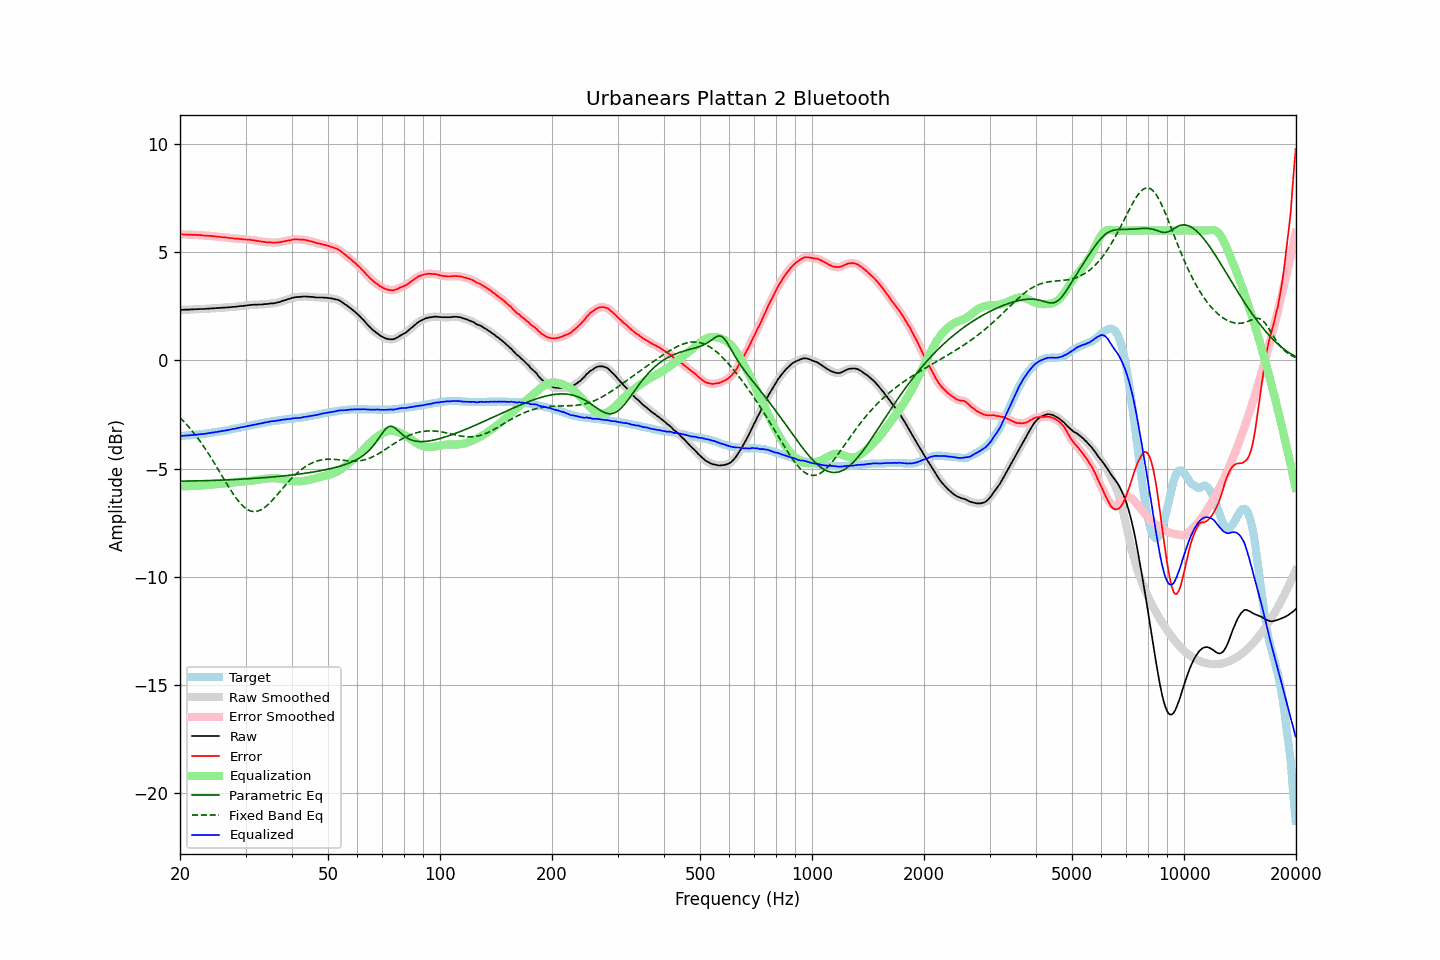 Urbanears Plattan 2 Bluetooth
10
5
0
−5
−10
−15
−20
Amplitude (dBr)
Target
Raw Smoothed
Error Smoothed
Raw
Error
Equalization
Parametric Eq
Fixed Band Eq
Equalized
20 50 100 200 500 1000 2000 5000 10000 20000
Frequency (Hz)